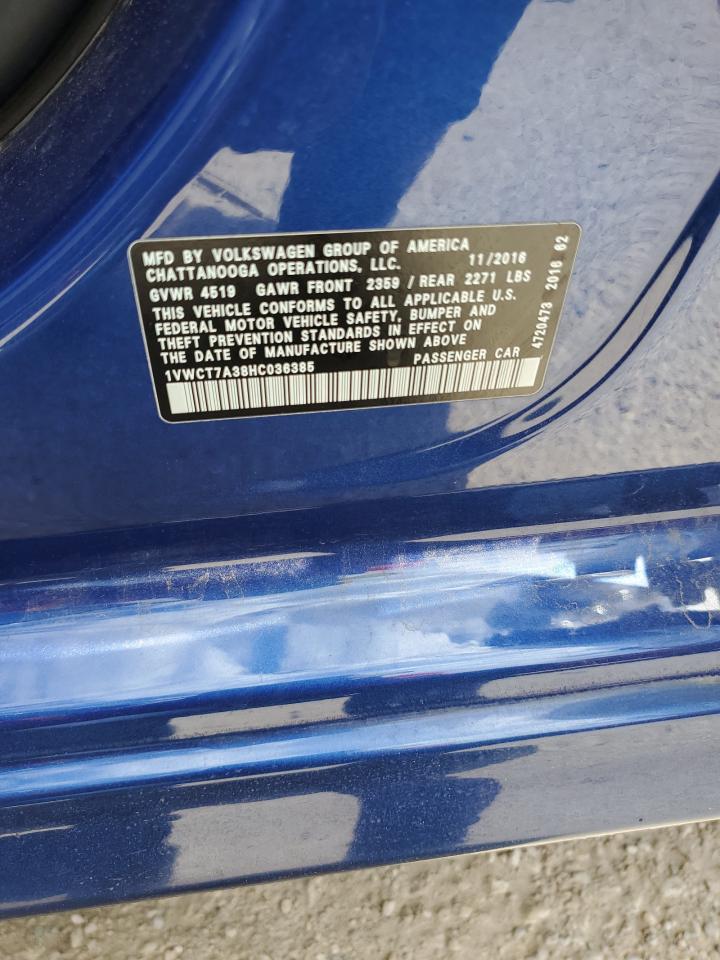 MFD BY VOLKSWAGEN GROUP OF AMERICA
CHATTANOOGA OPERATIONS, LLC. 11/2016
GVWR 4519 GAWR FRONT 2359 / REAR 2271 LBS
THIS VEHICLE CONFORMS TO ALL APPLICABLE U.S.
FEDERAL MOTOR VEHICLE SAFETY, BUMPER AND
THEFT PREVENTION STANDARDS IN EFFECT ON
THE DATE OF MANUFACTURE SHOWN ABOVE
1VWCT7A38HC036385 PASSENGER CAR
4720473 2016 62